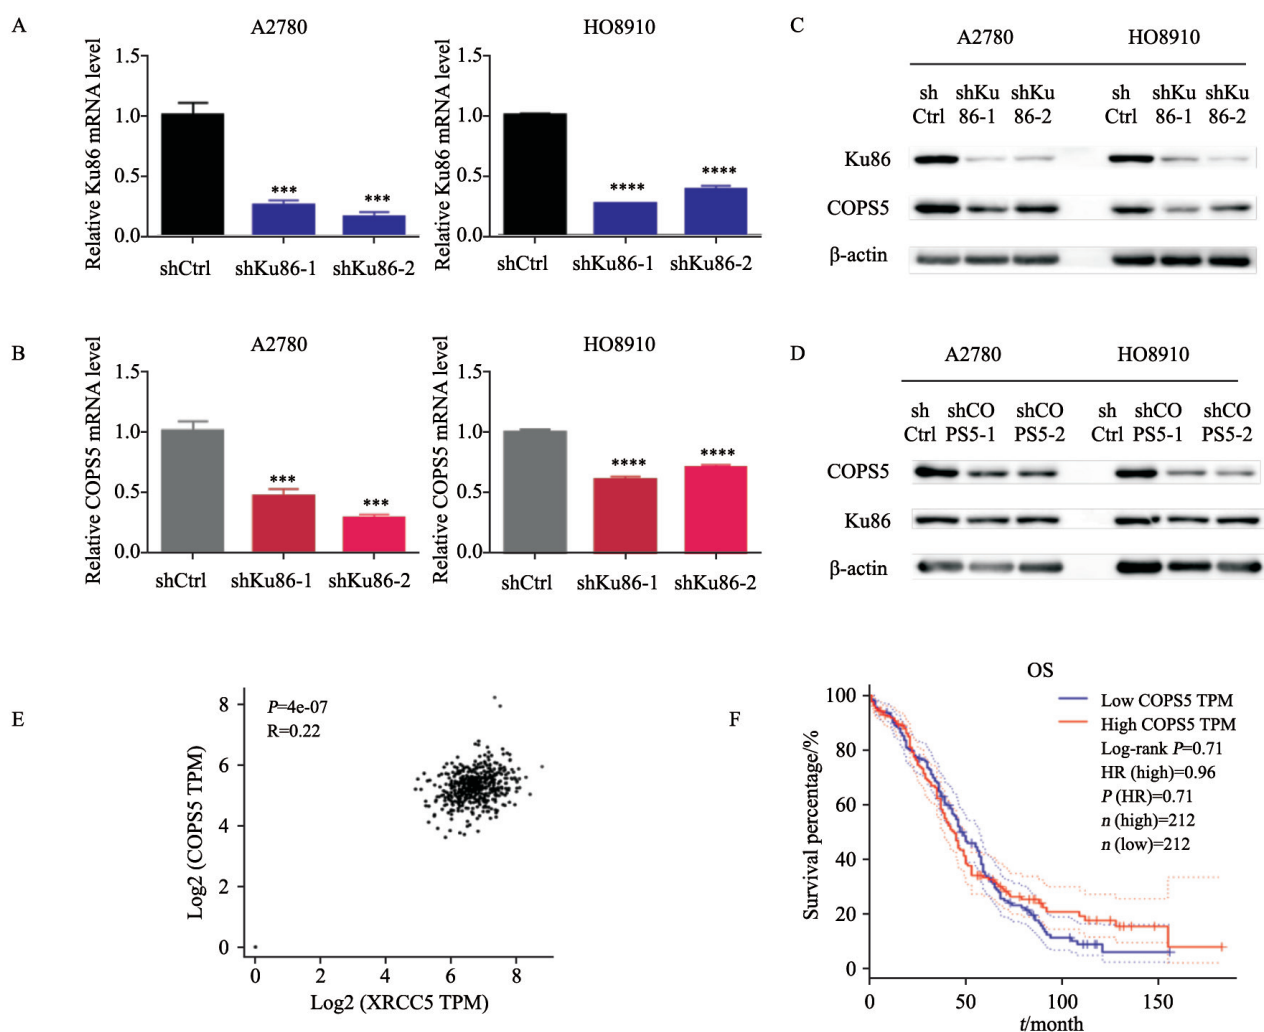 A
A2780
HO8910
Relative Ku86 mRNA level
1.5
1.0
0.5
0.0
***
***
shCtrl
shKu86-1
shKu86-2
Relative Ku86 mRNA level
1.5
1.0
0.5
0.0
****
****
shCtrl
shKu86-1
shKu86-2
B
A2780
HO8910
Relative COPS5 mRNA level
1.5
1.0
0.5
0.0
***
***
shCtrl
shKu86-1
shKu86-2
Relative COPS5 mRNA level
1.5
1.0
0.5
0.0
****
****
shCtrl
shKu86-1
shKu86-2
C
A2780
HO8910
sh shKu shKu sh shKu shKu
Ctrl 86-1 86-2 Ctrl 86-1 86-2
Ku86
COPS5
β-actin
D
A2780
HO8910
sh shCO shCO sh shCO shCO
Ctrl PS5-1 PS5-2 Ctrl PS5-1 PS5-2
COPS5
Ku86
β-actin
E
P=4e-07
R=0.22
Log2 (COPS5 TPM)
8
6
4
2
0
0 2 4 6 8
Log2 (XRCC5 TPM)
F
OS
Survival percentage/%
100
80
60
40
20
0
Low COPS5 TPM
High COPS5 TPM
Log-rank P=0.71
HR (high)=0.96
P (HR)=0.71
n (high)=212
n (low)=212
0 50 100 150
t/month